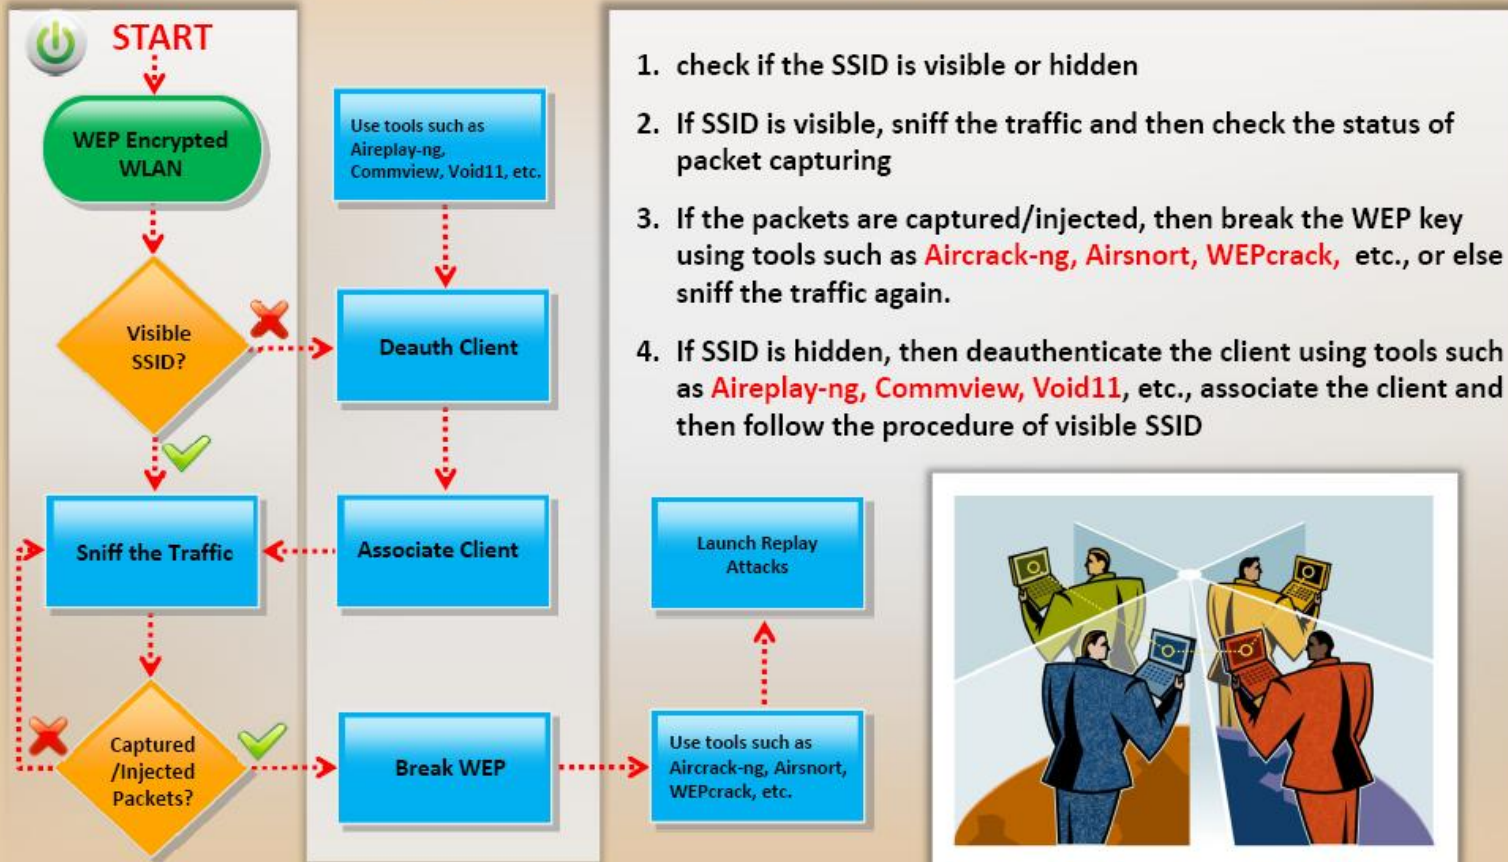 START
WEP Encrypted
WLAN
Visible
SSID?
Sniff the Traffic
Captured
/Injected
Packets?
Use tools such as
Aireplay-ng,
Commview, Void11, etc.
Deauth Client
Associate Client
Break WEP
1. check if the SSID is visible or hidden
2. If SSID is visible, sniff the traffic and then check the status of
packet capturing
3. If the packets are captured/injected, then break the WEP key
using tools such as Aircrack-ng, Airsnort, WEPcrack, etc., or else
sniff the traffic again.
4. If SSID is hidden, then deauthenticate the client using tools such
as Aireplay-ng, Commview, Void11, etc., associate the client and
then follow the procedure of visible SSID
Launch Replay
Attacks
Use tools such as
Aircrack-ng, Airsnort,
WEPcrack, etc.